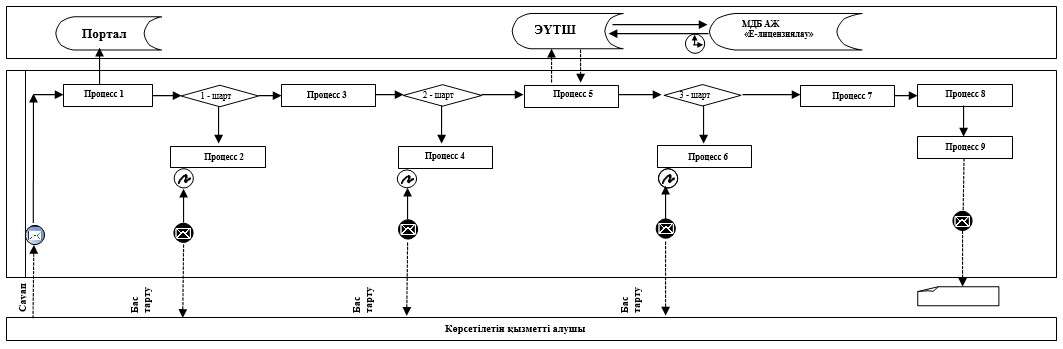 Портал
ЭҮТШ
МДБ АЖ
«Е-лицензиялау»
Процесс 1
1 - шарт
Процесс 3
2 - шарт
Процесс 5
3 - шарт
Процесс 7
Процесс 8
Процесс 2
Процесс 4
Процесс 6
Процесс 9
Сауап
Бас
тарту
Бас
тарту
Бас
тарту
Көрсетілетін қызметті алушы